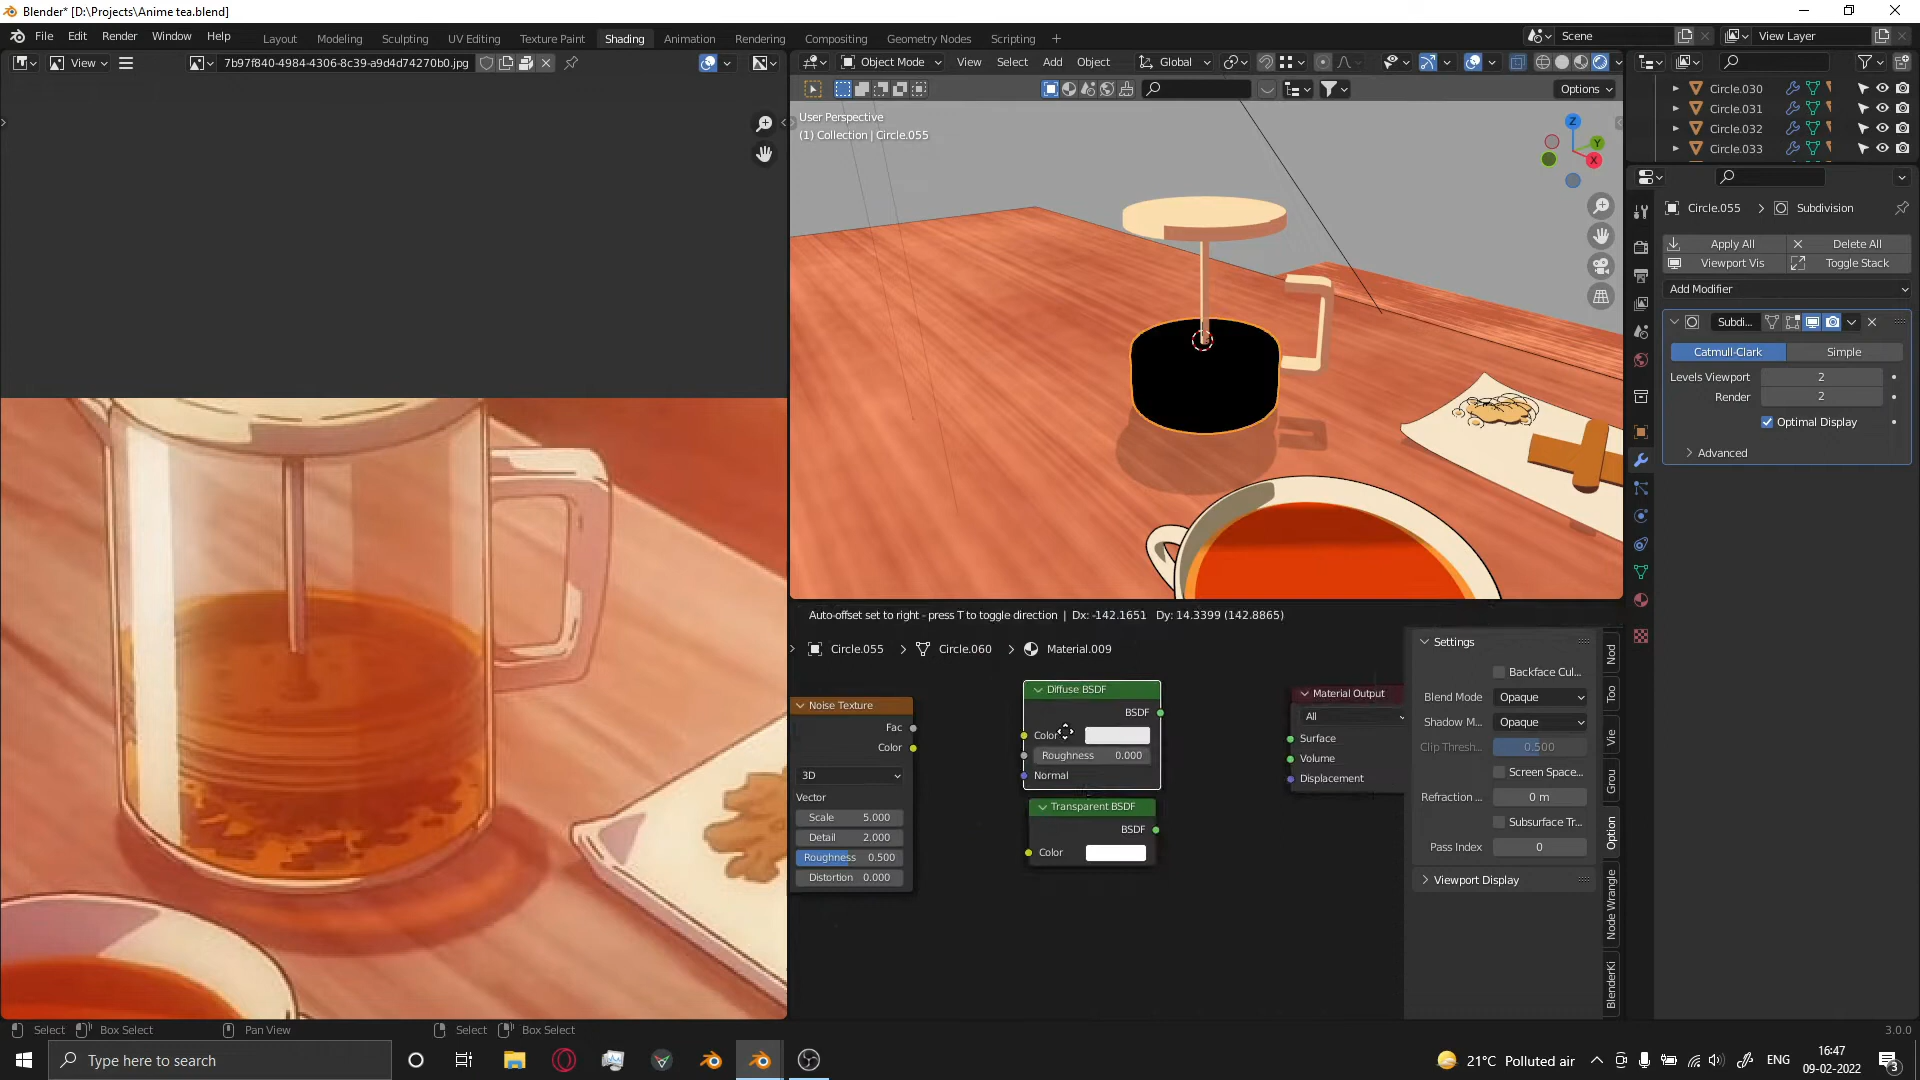 Blender* [D:\Projects\Anime tea.blend]
File Edit Render Window Help
Layout Modeling Sculpting UV Editing Texture Paint Shading Animation Rendering Compositing Geometry Nodes Scripting +
Scene
View Layer
View
7b97f840-4984-4306-8c39-a9d4d74270b0.jpg
Object Mode View Select Add Object
Global
Options
User Perspective
(1) Collection | Circle.055
Z
Y
X
Circle.030
Circle.031
Circle.032
Circle.033
Circle.055 > Subdivision
Apply All
Delete All
Viewport Vis
Toggle Stack
Add Modifier
Subdi...
Catmull-Clark
Simple
Levels Viewport 2
Render 2
Optimal Display
Advanced
Auto-offset set to right - press T to toggle direction | Dx: -142.1651 Dy: 14.3399 (142.8865)
Circle.055 > Circle.060 > Material.009
Noise Texture
Fac
Color
3D
Vector
Scale 5.000
Detail 2.000
Roughness 0.500
Distortion 0.000
Diffuse BSDF
BSDF
Color
Roughness 0.000
Normal
Transparent BSDF
BSDF
Color
Material Output
All
Surface
Volume
Displacement
Settings
Backface Cul...
Blend Mode Opaque
Shadow M... Opaque
Clip Thresh... 0.500
Screen Space...
Refraction ... 0 m
Subsurface Tr...
Pass Index 0
Viewport Display
Nod
Too
Vie
Grou
Option
Node Wrangle
BlenderKi
Select Box Select Pan View Select Box Select
3.0.0
Type here to search
21°C Polluted air
ENG
16:47
09-02-2022
3